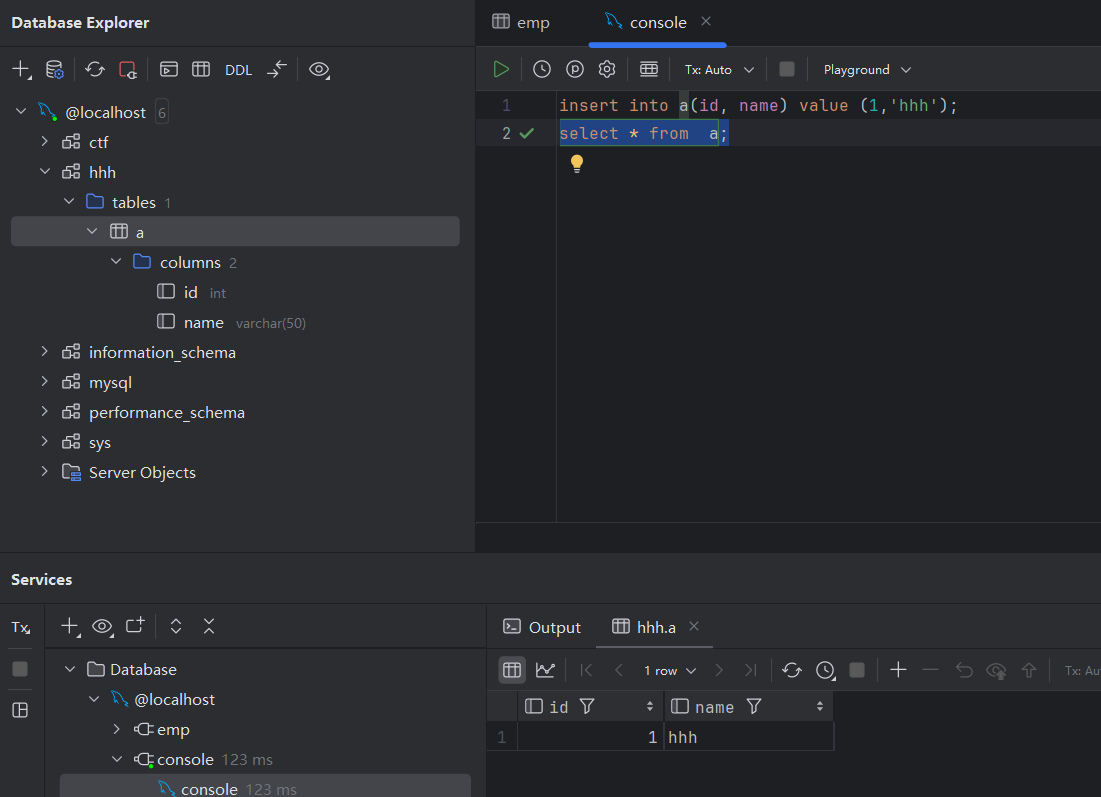 Database Explorer
DDL
@localhost 6
ctf
hhh
tables 1
a
columns 2
id int
name varchar(50)
information_schema
mysql
performance_schema
sys
Server Objects
emp
console
Tx: Auto
Playground
1 insert into a(id, name) value (1,'hhh');
2 select * from  a;
Services
Tx
Database
@localhost
emp
console 123 ms
console 123 ms
Output
hhh.a
1 row
Tx: Au
id name
1 1 hhh